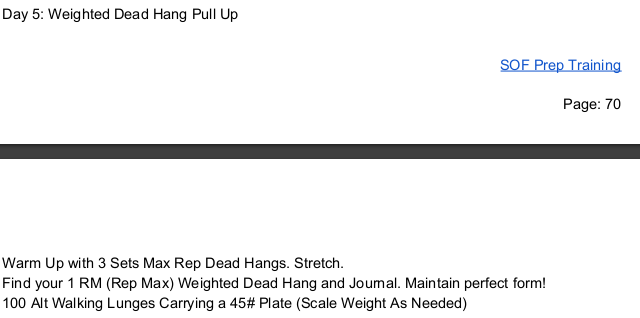 Day 5: Weighted Dead Hang Pull Up
SOF Prep Training
Page: 70
Warm Up with 3 Sets Max Rep Dead Hangs. Stretch.
Find your 1 RM (Rep Max) Weighted Dead Hang and Journal. Maintain perfect form!
100 Alt Walking Lunges Carrying a 45# Plate (Scale Weight As Needed)